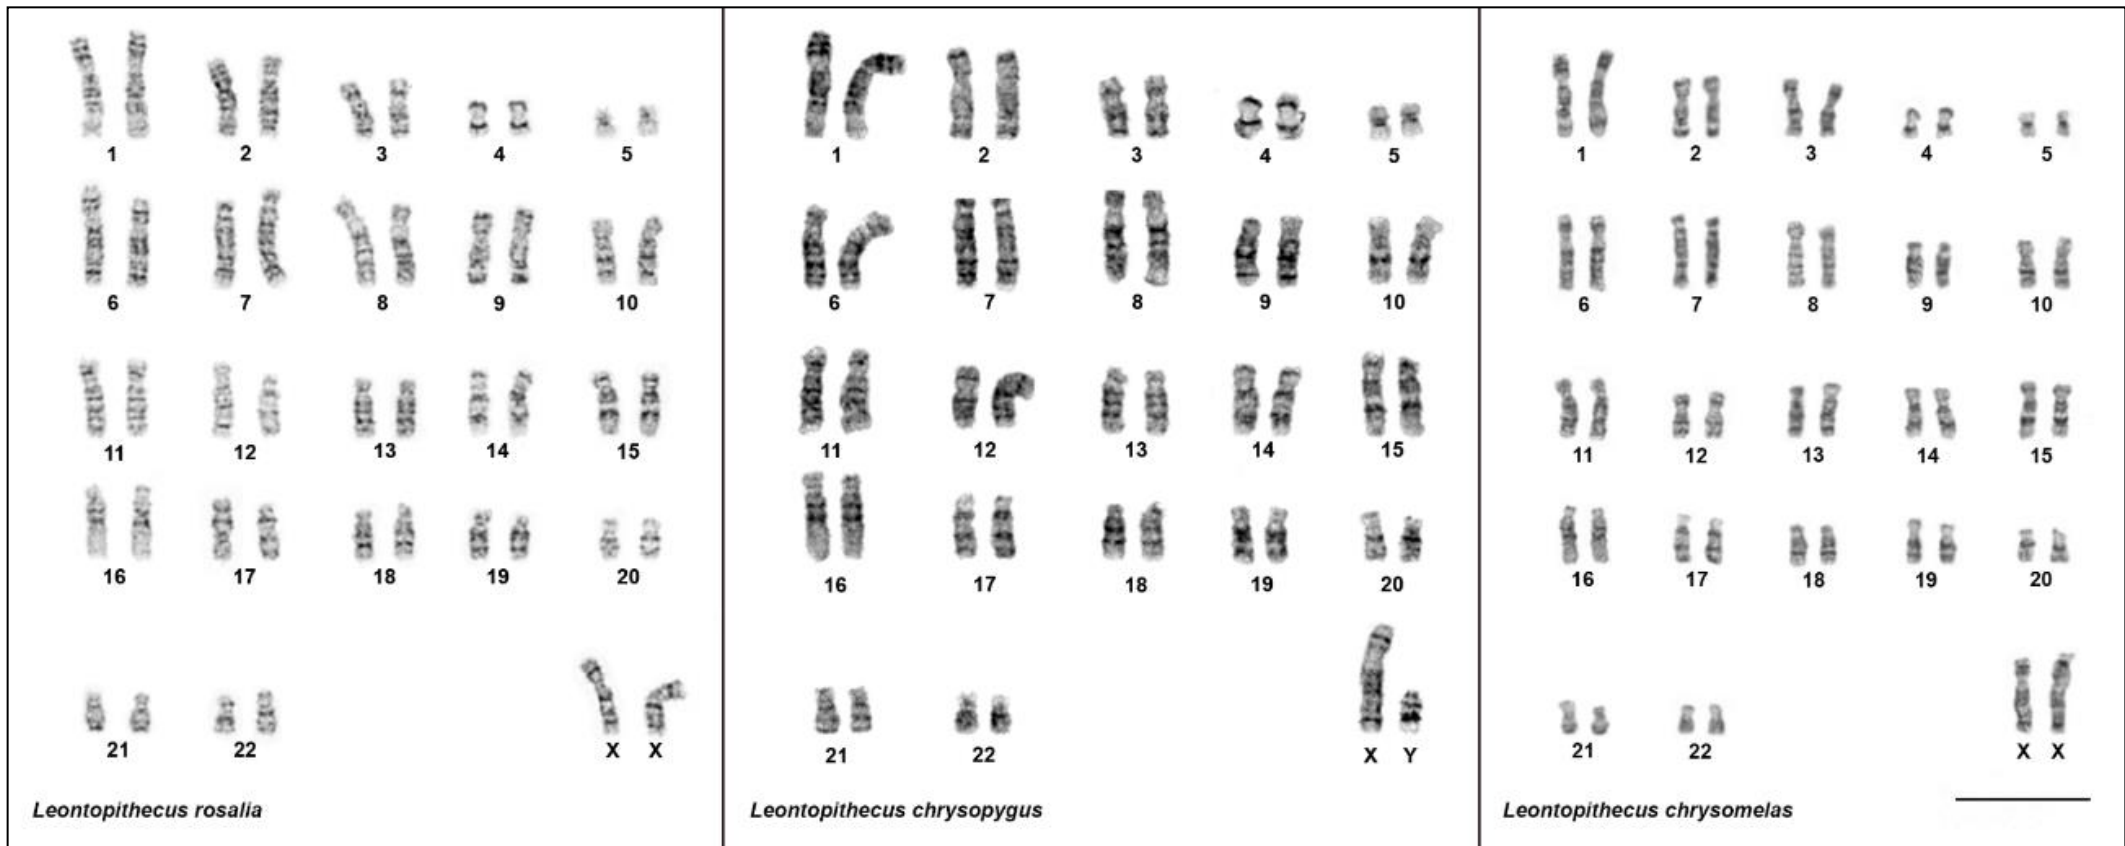 1 2 3 4 5
6 7 8 9 10
11 12 13 14 15
16 17 18 19 20
21 22 X X
Leontopithecus rosalia
1 2 3 4 5
6 7 8 9 10
11 12 13 14 15
16 17 18 19 20
21 22 X Y
Leontopithecus chrysopygus
1 2 3 4 5
6 7 8 9 10
11 12 13 14 15
16 17 18 19 20
21 22 X X
Leontopithecus chrysomelas